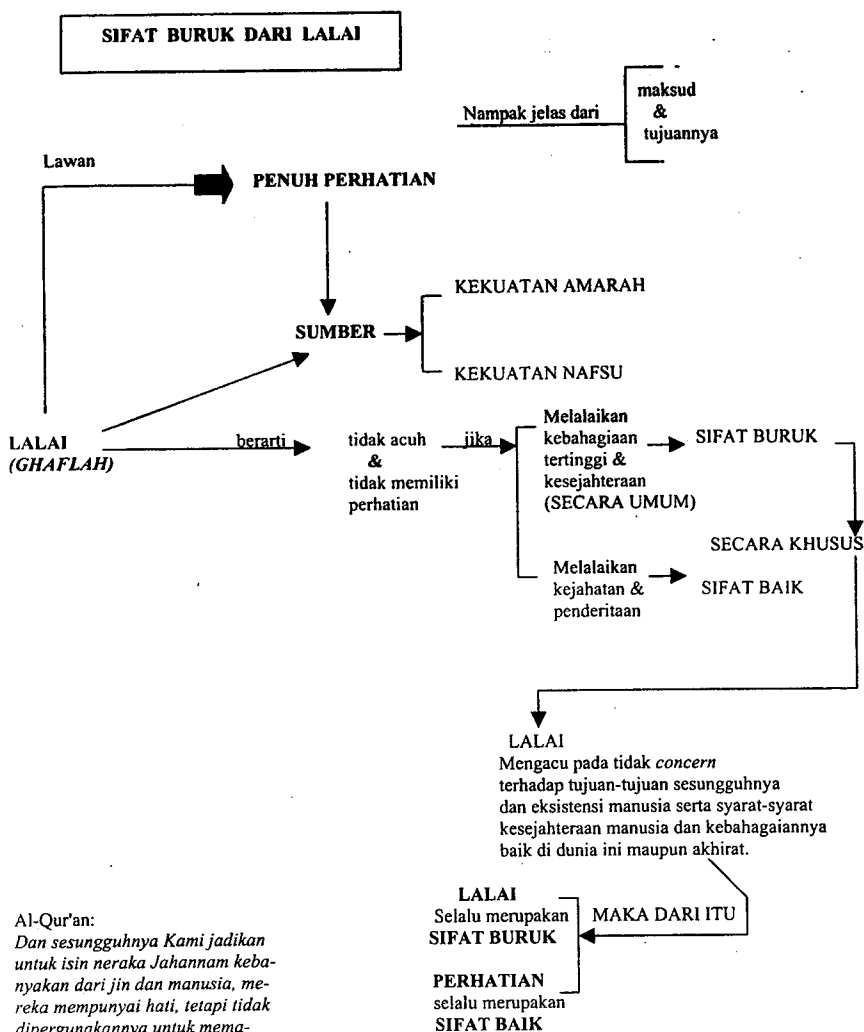 SIFAT BURUK DARI LALAI
Nampak jelas dari
maksud
&
tujuannya
Lawan
PENUH PERHATIAN
KEKUATAN AMARAH
SUMBER
KEKUATAN NAFSU
LALAI
(GHAFLAH)
berarti
tidak acuh
&
tidak memiliki
perhatian
jika
Melalaikan
kebahagiaan
tertinggi &
kesejahteraan
(SECARA UMUM)
SIFAT BURUK
SECARA KHUSUS
Melalaikan
kejahatan &
penderitaan
SIFAT BAIK
LALAI
Mengacu pada tidak concern
terhadap tujuan-tujuan sesungguhnya
dan eksistensi manusia serta syarat-syarat
kesejahteraan manusia dan kebahagaiannya
baik di dunia ini maupun akhirat.
LALAI
Selalu merupakan
SIFAT BURUK
MAKA DARI ITU
PERHATIAN
selalu merupakan
SIFAT BAIK
Al-Qur'an:
Dan sesungguhnya Kami jadikan
untuk isin neraka Jahannam keba-
nyakan dari jin dan manusia, me-
reka mempunyai hati, tetapi tidak
dipergunakannya untuk mema-